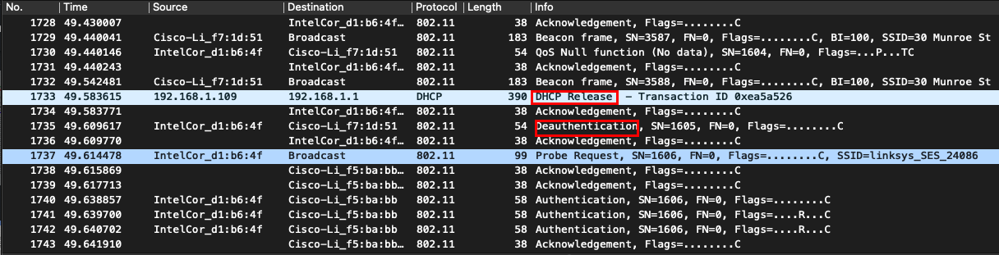 No. Time Source Destination Protocol Length Info
1728 49.430007 IntelCor_d1:b6:4f… 802.11 38 Acknowledgement, Flags=........C
1729 49.440041 Cisco-Li_f7:1d:51 Broadcast 802.11 183 Beacon frame, SN=3587, FN=0, Flags=........C, BI=100, SSID=30 Munroe St
1730 49.440146 IntelCor_d1:b6:4f Cisco-Li_f7:1d:51 802.11 54 QoS Null function (No data), SN=1604, FN=0, Flags=...P...TC
1731 49.440243 IntelCor_d1:b6:4f… 802.11 38 Acknowledgement, Flags=........C
1732 49.542481 Cisco-Li_f7:1d:51 Broadcast 802.11 183 Beacon frame, SN=3588, FN=0, Flags=........C, BI=100, SSID=30 Munroe St
1733 49.583615 192.168.1.109 192.168.1.1 DHCP 390 DHCP Release – Transaction ID 0xea5a526
1734 49.583771 IntelCor_d1:b6:4f… 802.11 38 Acknowledgement, Flags=........C
1735 49.609617 IntelCor_d1:b6:4f Cisco-Li_f7:1d:51 802.11 54 Deauthentication, SN=1605, FN=0, Flags=........C
1736 49.609770 IntelCor_d1:b6:4f… 802.11 38 Acknowledgement, Flags=........C
1737 49.614478 IntelCor_d1:b6:4f Broadcast 802.11 99 Probe Request, SN=1606, FN=0, Flags=........C, SSID=linksys_SES_24086
1738 49.615869 Cisco-Li_f5:ba:bb… 802.11 38 Acknowledgement, Flags=........C
1739 49.617713 Cisco-Li_f5:ba:bb… 802.11 38 Acknowledgement, Flags=........C
1740 49.638857 IntelCor_d1:b6:4f Cisco-Li_f5:ba:bb 802.11 58 Authentication, SN=1606, FN=0, Flags=........C
1741 49.639700 IntelCor_d1:b6:4f Cisco-Li_f5:ba:bb 802.11 58 Authentication, SN=1606, FN=0, Flags=....R...C
1742 49.640702 IntelCor_d1:b6:4f Cisco-Li_f5:ba:bb 802.11 58 Authentication, SN=1606, FN=0, Flags=....R...C
1743 49.641910 Cisco-Li_f5:ba:bb… 802.11 38 Acknowledgement, Flags=........C